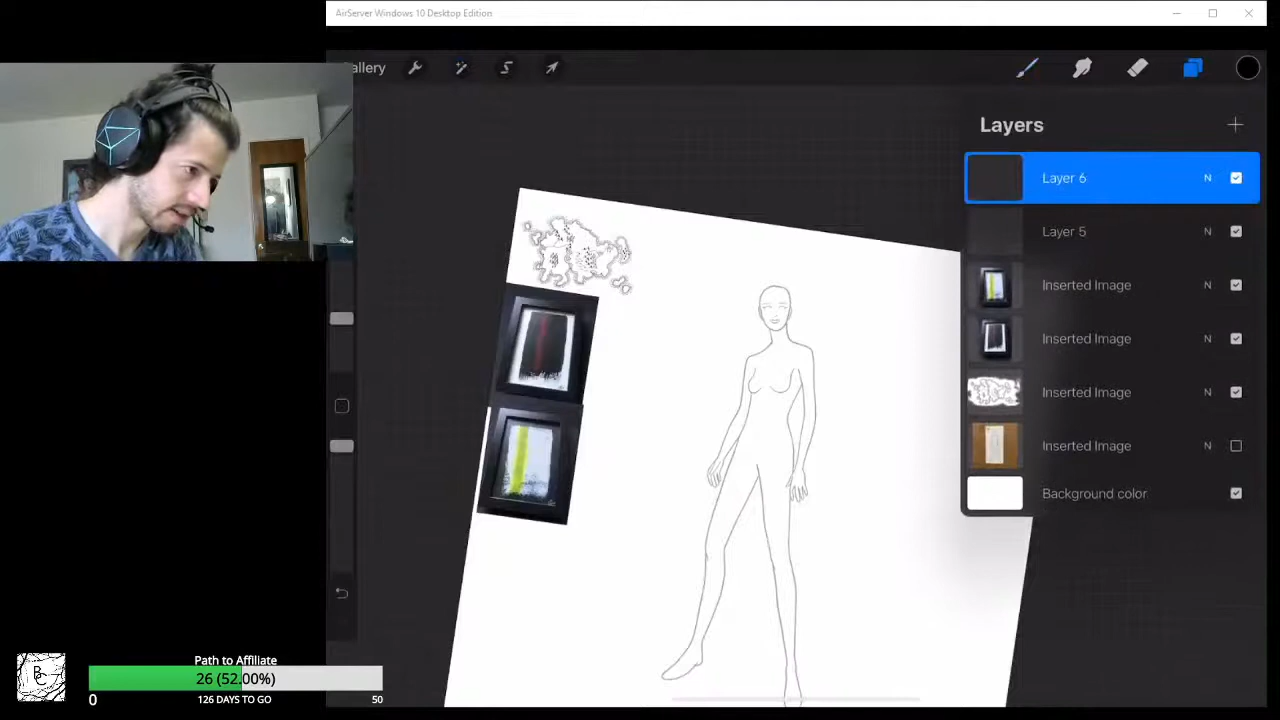 AirServer Windows 10 Desktop Edition
allery
Layers
Layer 6 N
Layer 5 N
Inserted Image N
Inserted Image N
Inserted Image N
Inserted Image N
Background color
Path to Affiliate
26 (52.00%)
0 126 DAYS TO GO 50